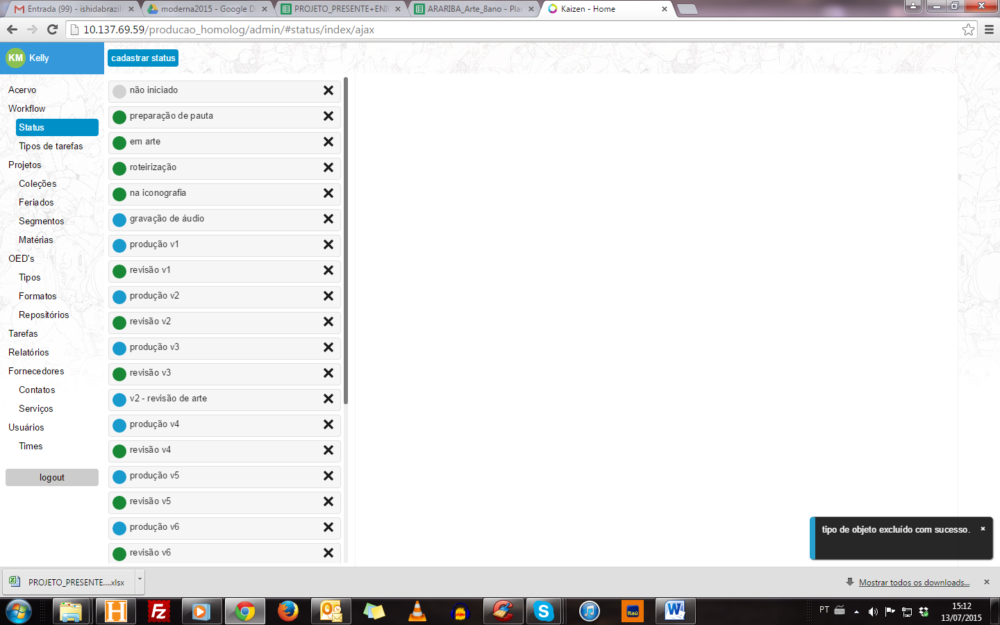 Entrada (99) - ishidabrazil
moderna2015 - Google D
PROJETO_PRESENTE+ENI
ARARIBA_Arte_8ano - Plan
Kaizen - Home
10.137.69.59/producao_homolog/admin/#status/index/ajax
KM Kelly
cadastrar status
Acervo
Workflow
Status
Tipos de tarefas
Projetos
Coleções
Feriados
Segmentos
Matérias
OED's
Tipos
Formatos
Repositórios
Tarefas
Relatórios
Fornecedores
Contatos
Serviços
Usuários
Times
logout
não iniciado
preparação de pauta
em arte
roteirização
na iconografia
gravação de áudio
produção v1
revisão v1
produção v2
revisão v2
produção v3
revisão v3
v2 - revisão de arte
produção v4
revisão v4
produção v5
revisão v5
produção v6
revisão v6
tipo de objeto excluído com sucesso.
PROJETO_PRESENTE....xlsx
Mostrar todos os downloads...
Itaú
PT
15:12
13/07/2015